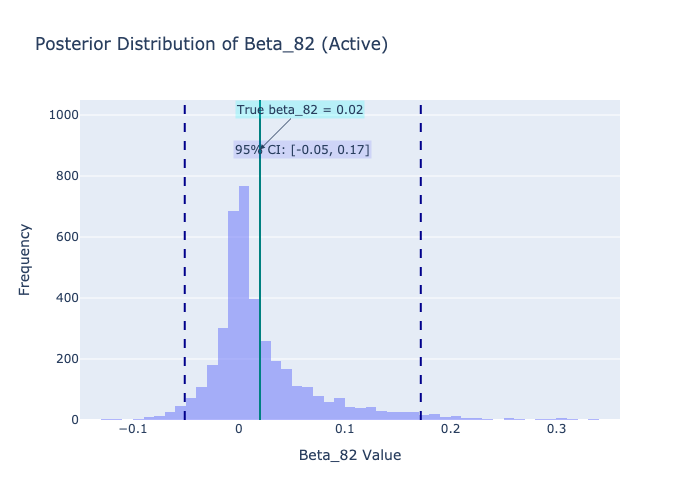 Posterior Distribution of Beta_82 (Active)
True beta_82 = 0.02
95% CI: [-0.05, 0.17]
1000
800
600
400
200
0
Frequency
−0.1
0
0.1
0.2
0.3
Beta_82 Value